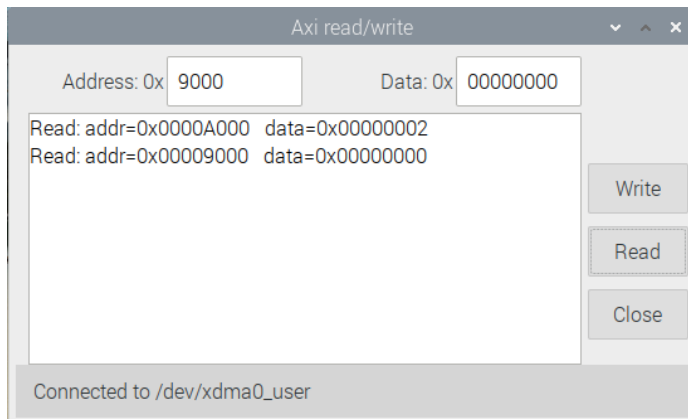 Axi read/write
Address: 0x 9000 Data: 0x 00000000
Read: addr=0x0000A000 data=0x00000002
Read: addr=0x00009000 data=0x00000000
Write
Read
Close
Connected to /dev/xdma0_user